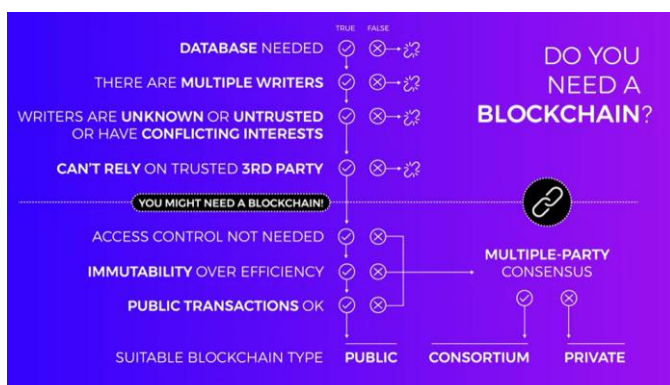 TRUE FALSE
DATABASE NEEDED
THERE ARE MULTIPLE WRITERS
WRITERS ARE UNKNOWN OR UNTRUSTED
OR HAVE CONFLICTING INTERESTS
CAN'T RELY ON TRUSTED 3RD PARTY
YOU MIGHT NEED A BLOCKCHAIN!
ACCESS CONTROL NOT NEEDED
IMMUTABILITY OVER EFFICIENCY
PUBLIC TRANSACTIONS OK
SUITABLE BLOCKCHAIN TYPE
PUBLIC
DO YOU
NEED A
BLOCKCHAIN?
MULTIPLE-PARTY
CONSENSUS
CONSORTIUM
PRIVATE